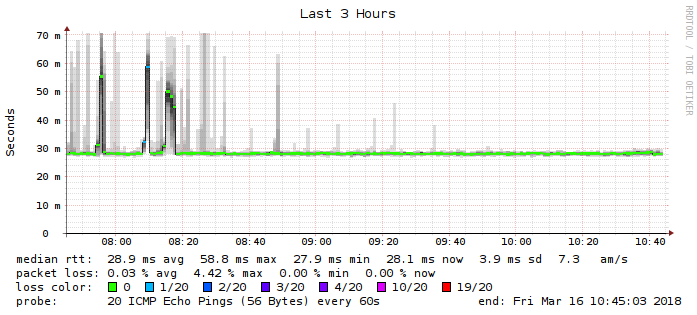 Last 3 Hours
RRDTOOL / TOBI OETIKER
Seconds
70 m
60 m
50 m
40 m
30 m
20 m
10 m
0
08:00 08:20 08:40 09:00 09:20 09:40 10:00 10:20 10:40
median rtt: 28.9 ms avg 58.8 ms max 27.9 ms min 28.1 ms now 3.9 ms sd 7.3 am/s
packet loss: 0.03 % avg 4.42 % max 0.00 % min 0.00 % now
loss color: 0 1/20 2/20 3/20 4/20 10/20 19/20
probe: 20 ICMP Echo Pings (56 Bytes) every 60s end: Fri Mar 16 10:45:03 2018